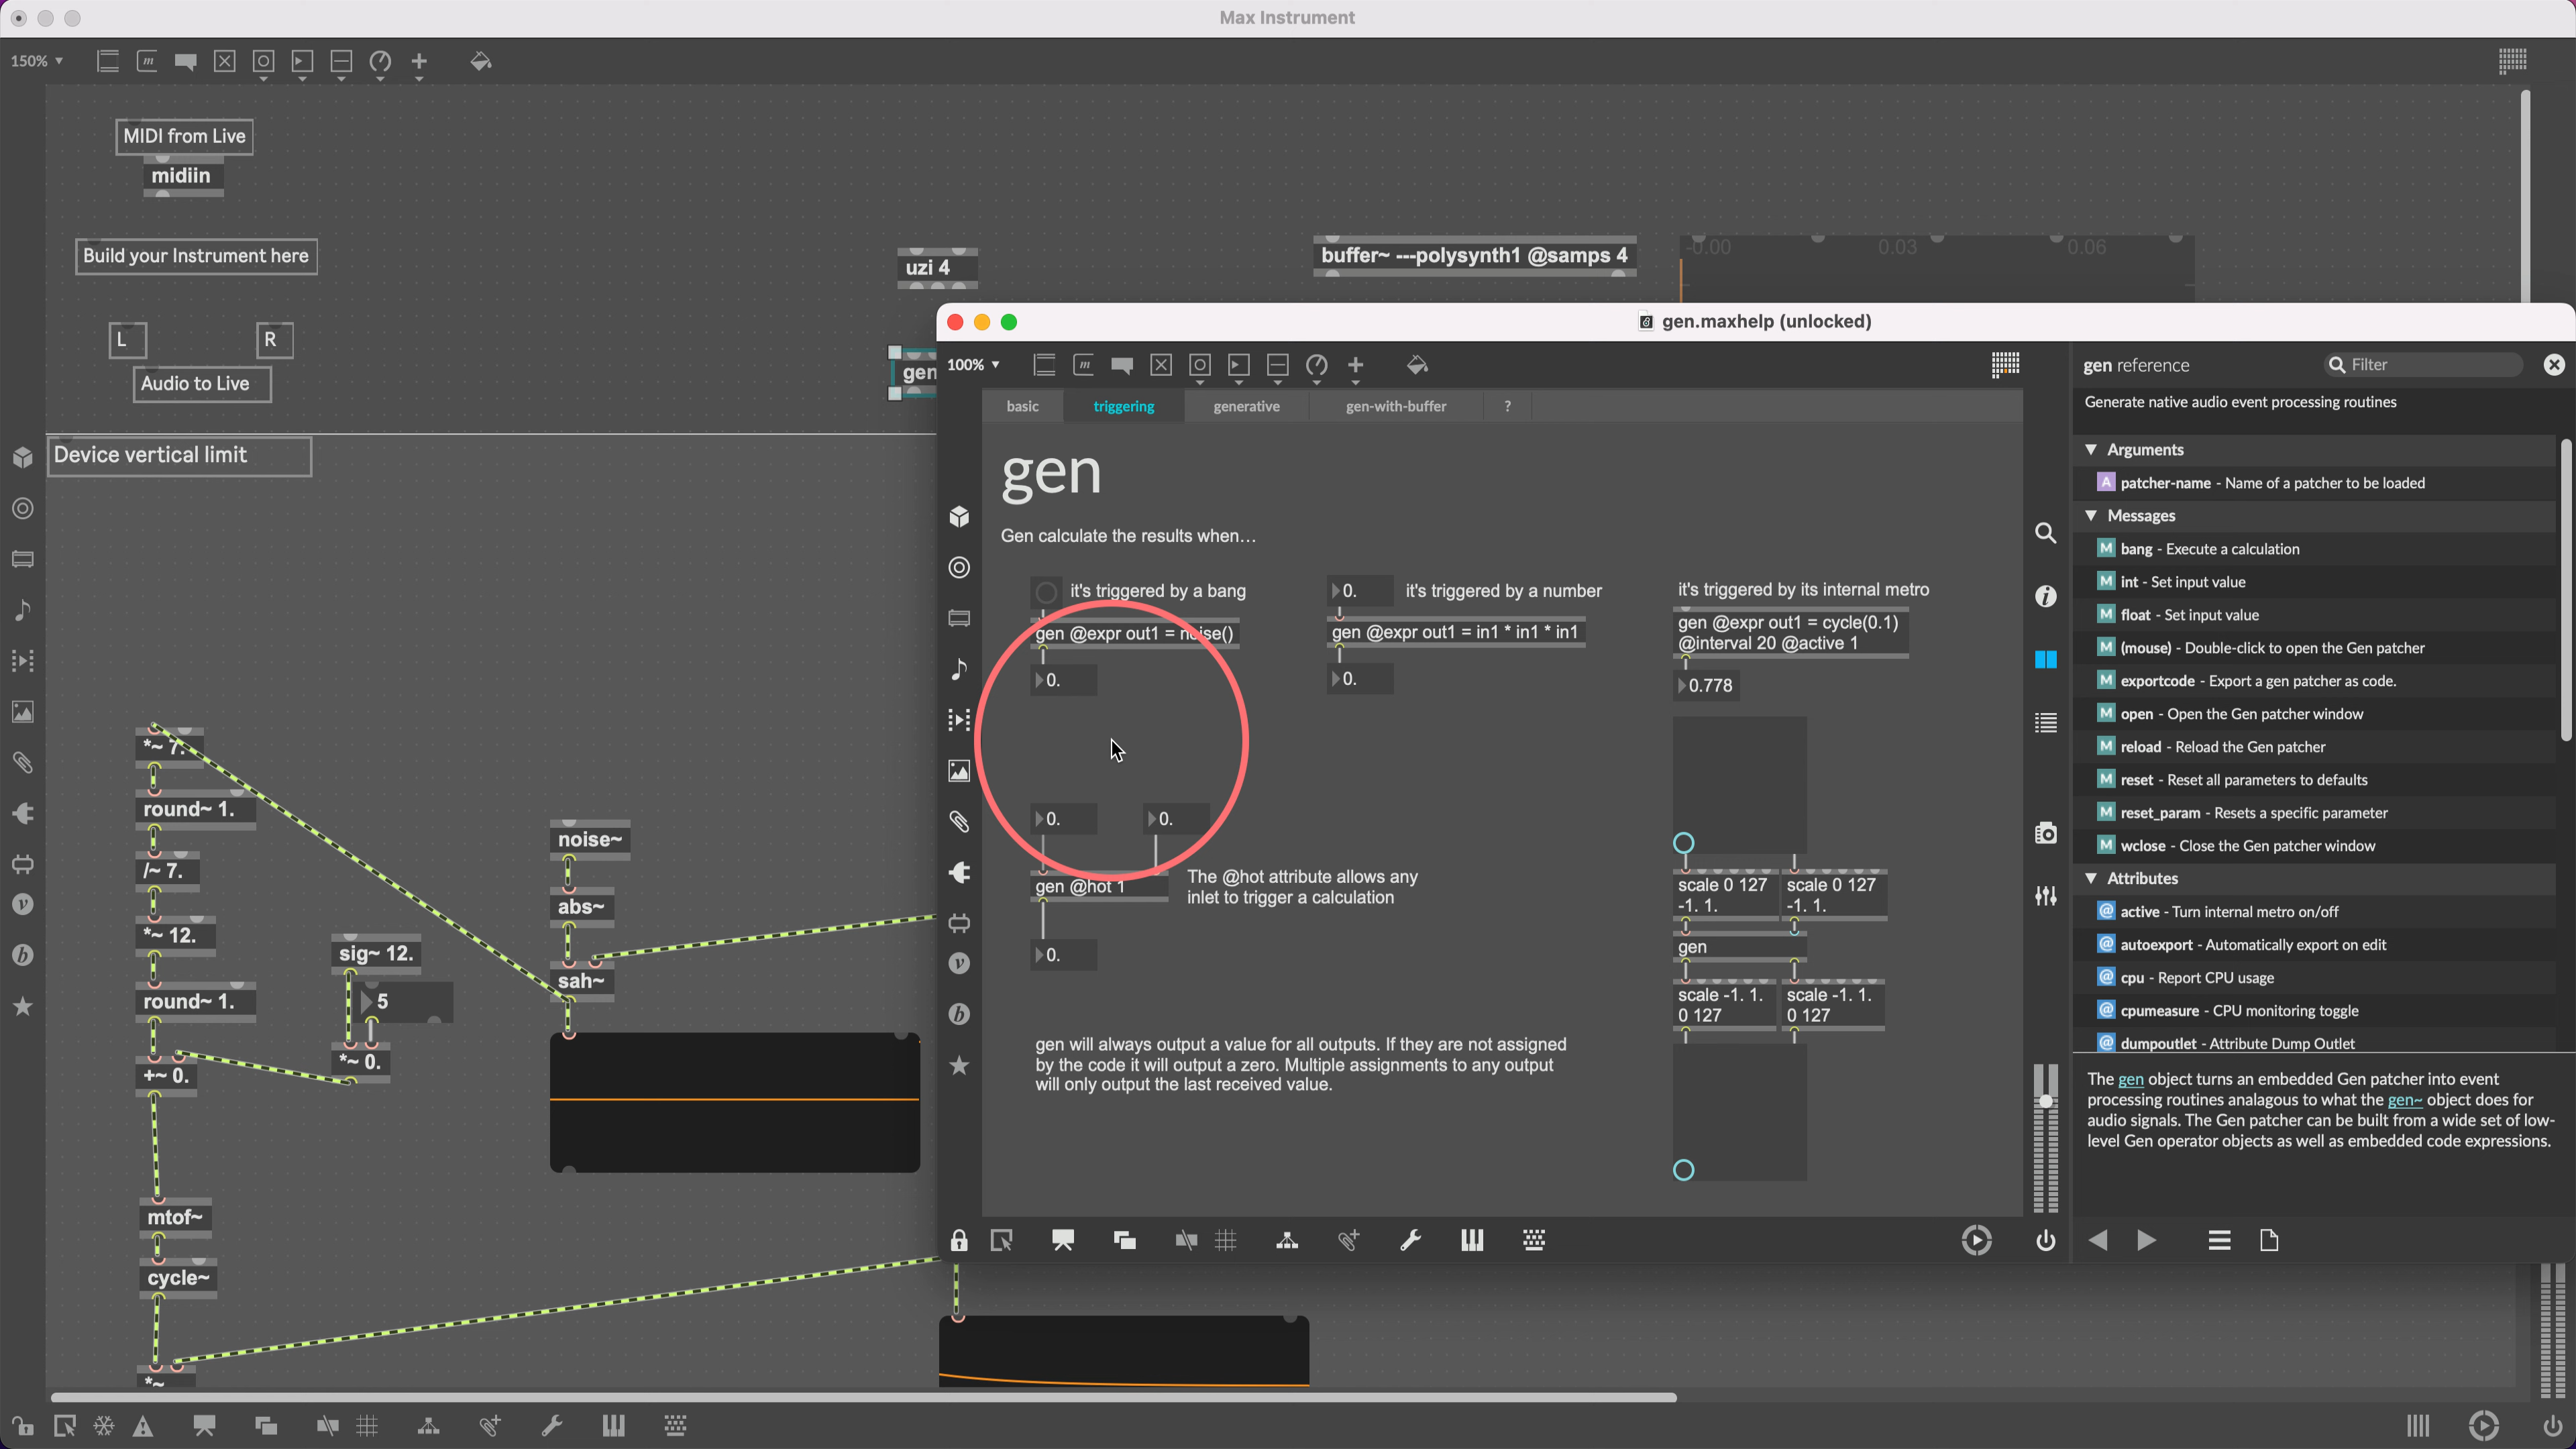 Max Instrument
150%
MIDI from Live
midiin
Build your Instrument here
L
R
Audio to Live
Device vertical limit
uzi 4
gen
buffer~ ---polysynth1 @samps 4
-0.00
0.03
0.06
*~ 7.
round~ 1.
/~ 7.
*~ 12.
round~ 1.
+~ 0.
sig~ 12.
5
*~ 0.
mtof~
cycle~
*~
noise~
abs~
sah~
gen.maxhelp (unlocked)
100%
basic
triggering
generative
gen-with-buffer
?
gen
Gen calculate the results when...
it's triggered by a bang
gen @expr out1 = noise()
0.
0.
it's triggered by a number
gen @expr out1 = in1 * in1 * in1
0.
it's triggered by its internal metro
gen @expr out1 = cycle(0.1)
@interval 20 @active 1
0.778
0.
0.
gen @hot 1
The @hot attribute allows any
inlet to trigger a calculation
0.
scale 0 127
-1. 1.
scale 0 127
-1. 1.
gen
scale -1. 1.
0 127
scale -1. 1.
0 127
gen will always output a value for all outputs. If they are not assigned
by the code it will output a zero. Multiple assignments to any output
will only output the last received value.
gen reference
Filter
Generate native audio event processing routines
Arguments
A patcher-name - Name of a patcher to be loaded
Messages
M bang - Execute a calculation
M int - Set input value
M float - Set input value
M (mouse) - Double-click to open the Gen patcher
M exportcode - Export a gen patcher as code.
M open - Open the Gen patcher window
M reload - Reload the Gen patcher
M reset - Reset all parameters to defaults
M reset_param - Resets a specific parameter
M wclose - Close the Gen patcher window
Attributes
@ active - Turn internal metro on/off
@ autoexport - Automatically export on edit
@ cpu - Report CPU usage
@ cpumeasure - CPU monitoring toggle
@ dumpoutlet - Attribute Dump Outlet
The gen object turns an embedded Gen patcher into event
processing routines analagous to what the gen~ object does for
audio signals. The Gen patcher can be built from a wide set of low-
level Gen operator objects as well as embedded code expressions.